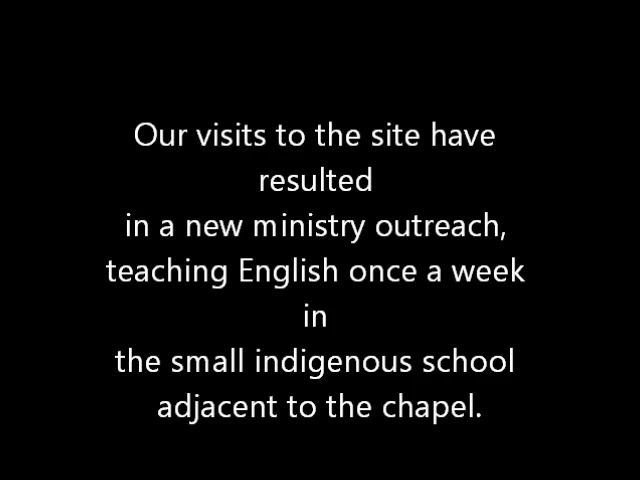 Our visits to the site have
resulted
in a new ministry outreach,
teaching English once a week
in
the small indigenous school
adjacent to the chapel.